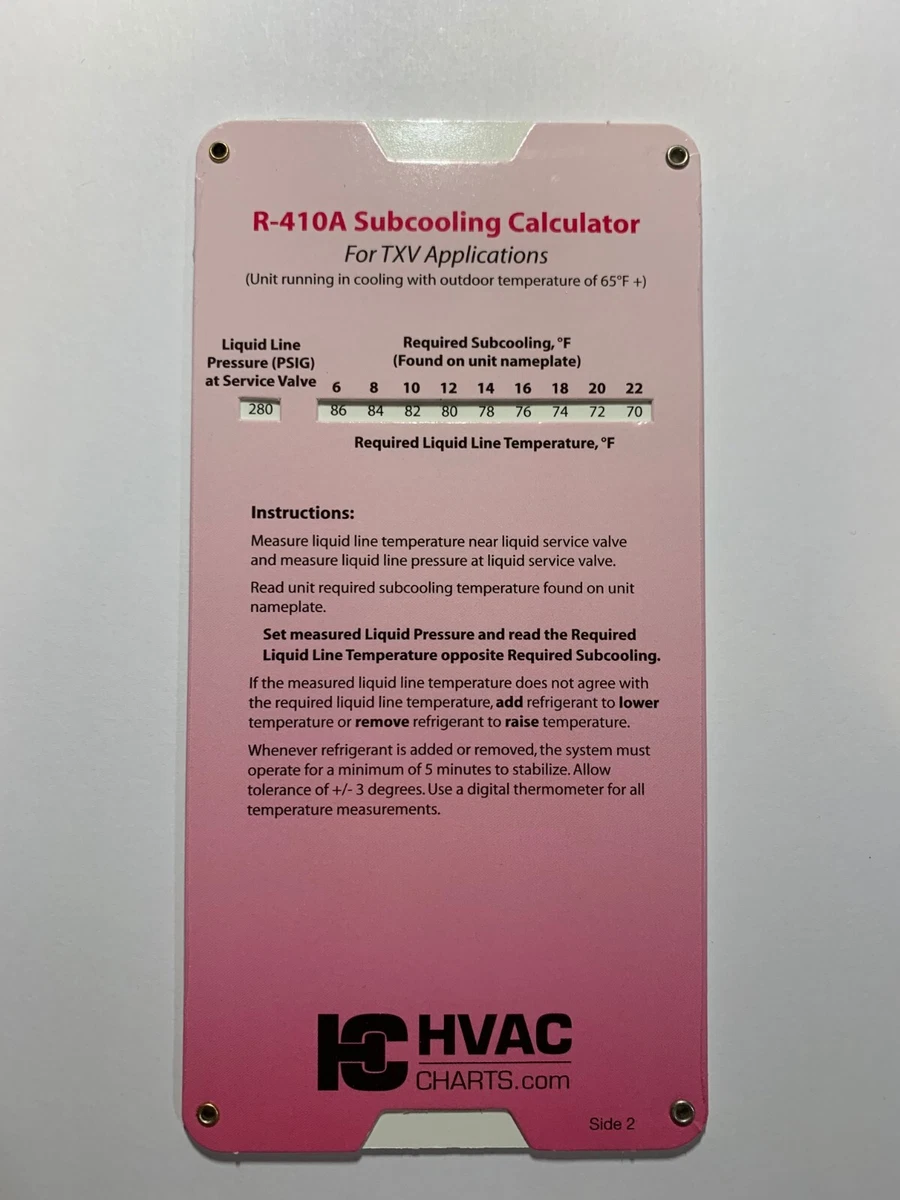 R-410A Subcooling Calculator
For TXV Applications
(Unit running in cooling with outdoor temperature of 65°F +)
Liquid Line
Pressure (PSIG)
at Service Valve
Required Subcooling, °F
(Found on unit nameplate)
6 8 10 12 14 16 18 20 22
280 86 84 82 80 78 76 74 72 70
Required Liquid Line Temperature, °F
Instructions:
Measure liquid line temperature near liquid service valve
and measure liquid line pressure at liquid service valve.
Read unit required subcooling temperature found on unit
nameplate.
Set measured Liquid Pressure and read the Required
Liquid Line Temperature opposite Required Subcooling.
If the measured liquid line temperature does not agree with
the required liquid line temperature, add refrigerant to lower
temperature or remove refrigerant to raise temperature.
Whenever refrigerant is added or removed, the system must
operate for a minimum of 5 minutes to stabilize. Allow
tolerance of +/- 3 degrees. Use a digital thermometer for all
temperature measurements.
HC HVAC
CHARTS.com
Side 2